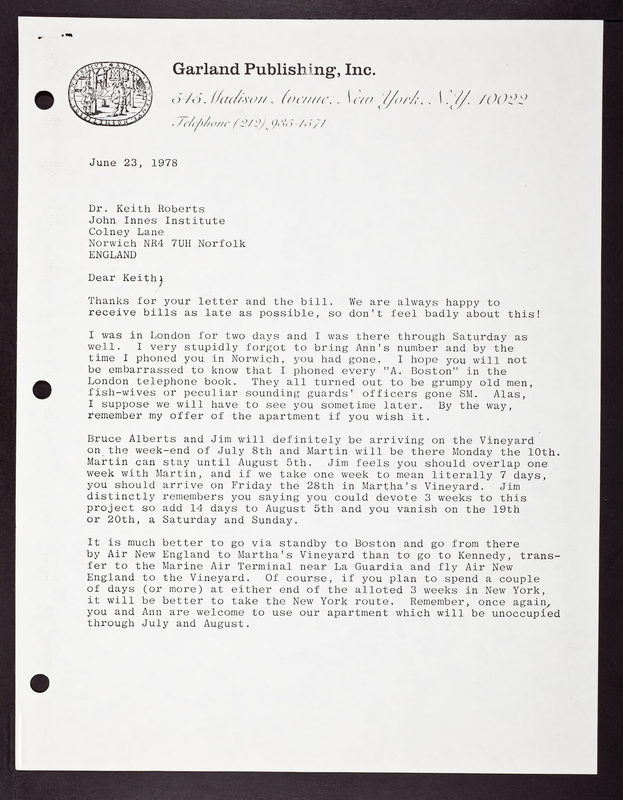 Garland Publishing, Inc.
545 Madison Avenue, New York, N.Y. 10022
Telephone (212) 935-1571
June 23, 1978
Dr. Keith Roberts
John Innes Institute
Colney Lane
Norwich NR4 7UH Norfolk
ENGLAND
Dear Keith;
Thanks for your letter and the bill. We are always happy to
receive bills as late as possible, so don't feel badly about this!
I was in London for two days and I was there through Saturday as
well. I very stupidly forgot to bring Ann's number and by the
time I phoned you in Norwich, you had gone. I hope you will not
be embarrassed to know that I phoned every "A. Boston" in the
London telephone book. They all turned out to be grumpy old men,
fish-wives or peculiar sounding guards' officers gone SM. Alas,
I suppose we will have to see you sometime later. By the way,
remember my offer of the apartment if you wish it.
Bruce Alberts and Jim will definitely be arriving on the Vineyard
on the week-end of July 8th and Martin will be there Monday the 10th.
Martin can stay until August 5th. Jim feels you should overlap one
week with Martin, and if we take one week to mean literally 7 days,
you should arrive on Friday the 28th in Martha's Vineyard. Jim
distinctly remembers you saying you could devote 3 weeks to this
project so add 14 days to August 5th and you vanish on the 19th
or 20th, a Saturday and Sunday.
It is much better to go via standby to Boston and go from there
by Air New England to Martha's Vineyard than to go to Kennedy, trans-
fer to the Marine Air Terminal near La Guardia and fly Air New
England to the Vineyard. Of course, if you plan to spend a couple
of days (or more) at either end of the alloted 3 weeks in New York,
it will be better to take the New York route. Remember, once again,
you and Ann are welcome to use our apartment which will be unoccupied
through July and August.